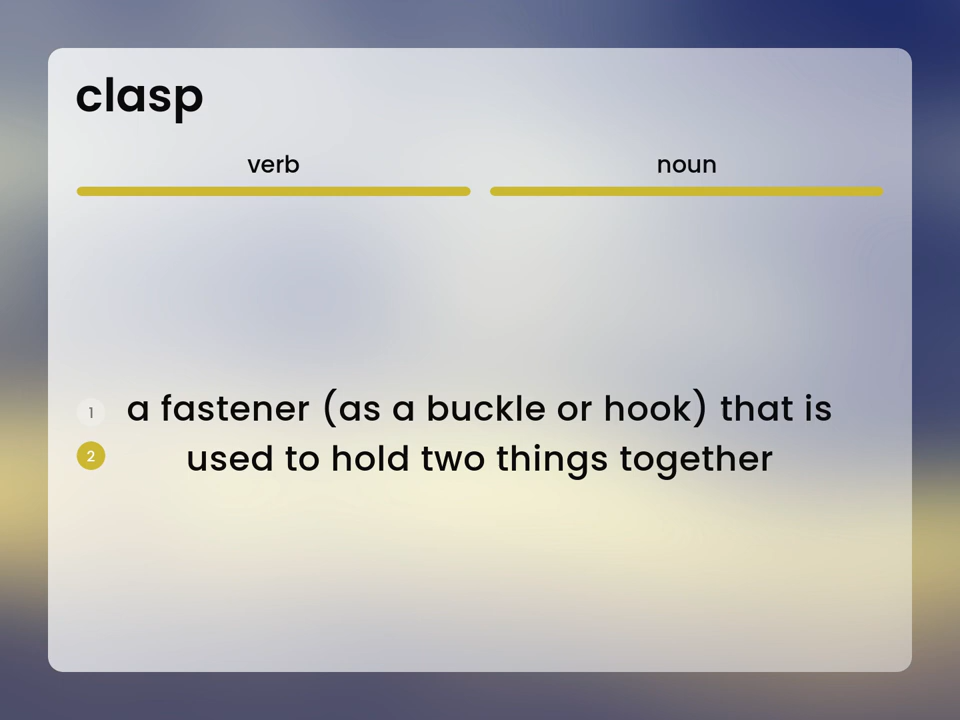 clasp
verb
noun
1
2
a fastener (as a buckle or hook) that is
used to hold two things together